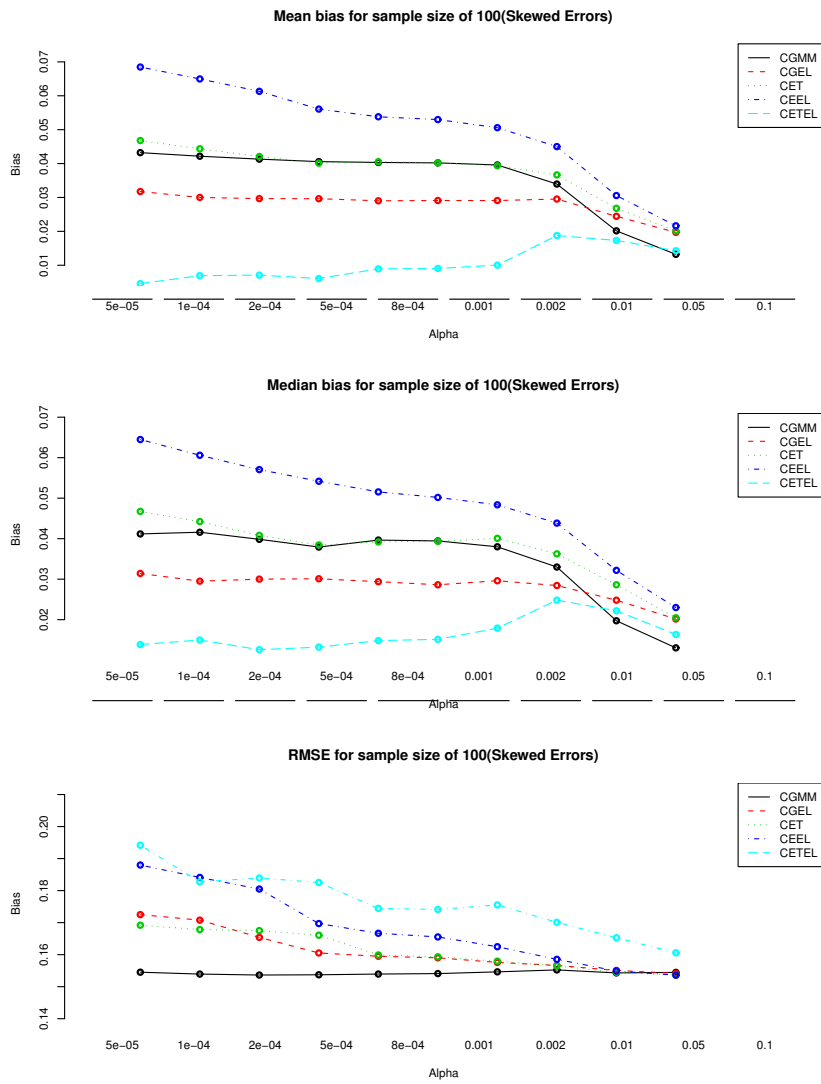 Mean bias for sample size of 100(Skewed Errors)
0.07
0.06
0.05
0.04
0.03
0.02
0.01
Bias
CGMM
CGEL
CET
CEEL
CETEL
5e−05 1e−04 2e−04 5e−04 8e−04 0.001 0.002 0.01 0.05 0.1
Alpha
Median bias for sample size of 100(Skewed Errors)
0.07
0.06
0.05
0.04
0.03
0.02
Bias
CGMM
CGEL
CET
CEEL
CETEL
5e−05 1e−04 2e−04 5e−04 8e−04 0.001 0.002 0.01 0.05 0.1
Alpha
RMSE for sample size of 100(Skewed Errors)
0.20
0.18
0.16
0.14
Bias
CGMM
CGEL
CET
CEEL
CETEL
5e−05 1e−04 2e−04 5e−04 8e−04 0.001 0.002 0.01 0.05 0.1
Alpha